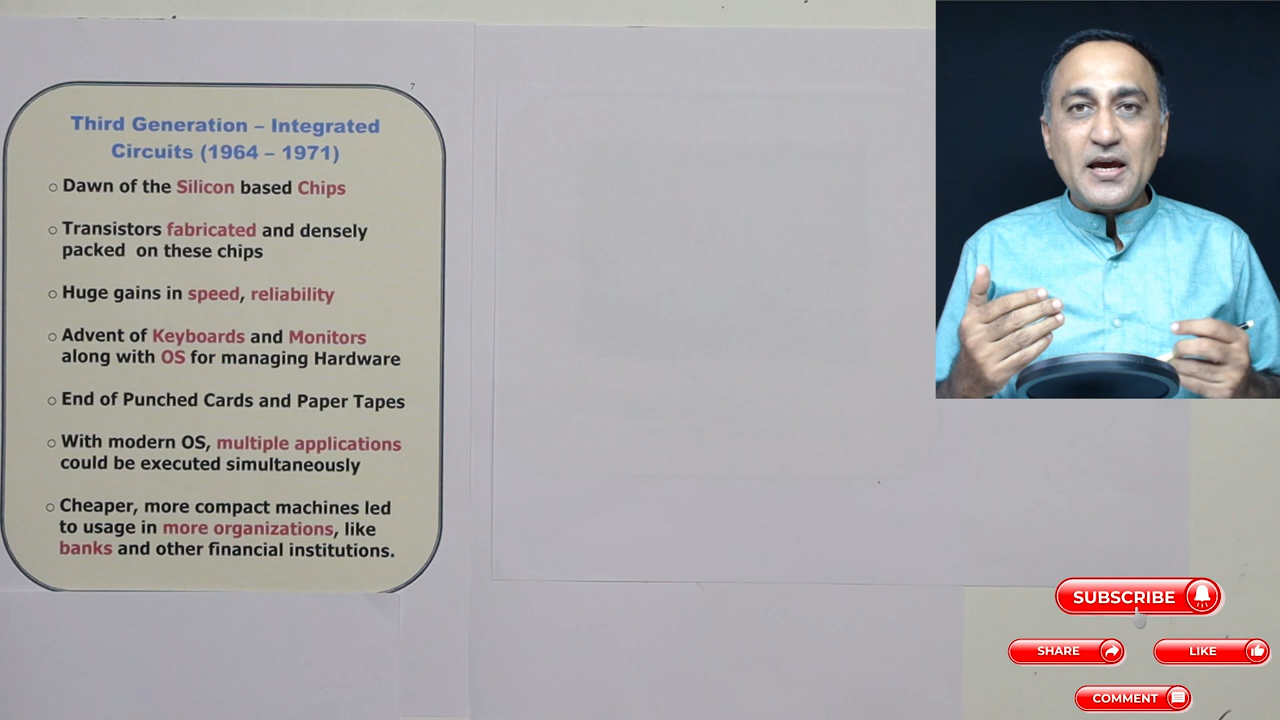 7
Third Generation – Integrated
Circuits (1964 – 1971)
○ Dawn of the Silicon based Chips
○ Transistors fabricated and densely
packed on these chips
○ Huge gains in speed, reliability
○ Advent of Keyboards and Monitors
along with OS for managing Hardware
○ End of Punched Cards and Paper Tapes
○ With modern OS, multiple applications
could be executed simultaneously
○ Cheaper, more compact machines led
to usage in more organizations, like
banks and other financial institutions.
SUBSCRIBE
SHARE
LIKE
COMMENT